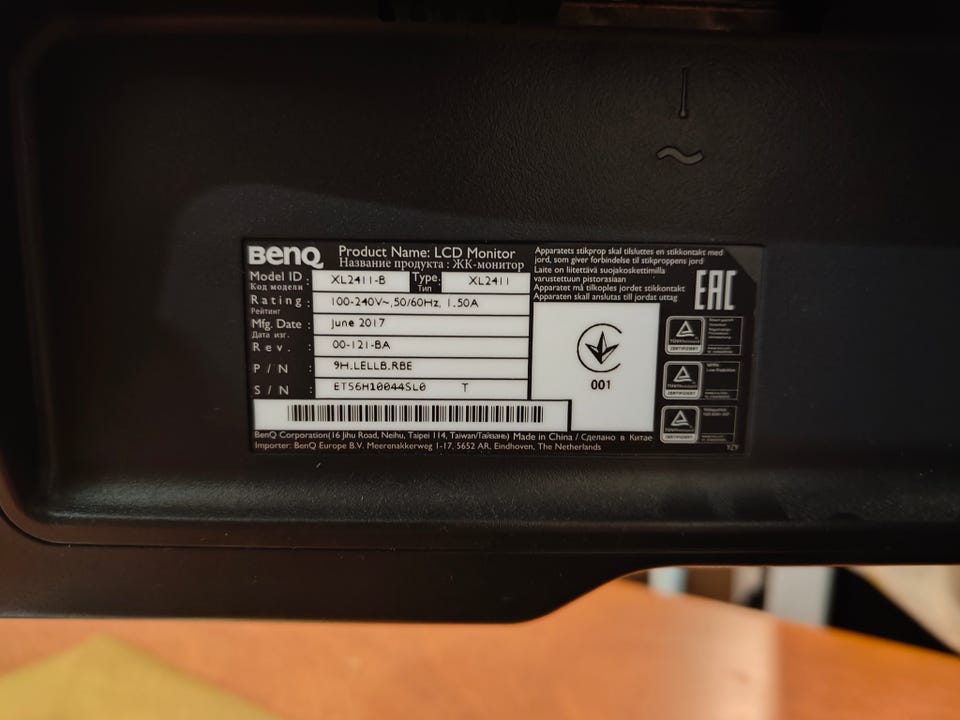 BenQ
Product Name: LCD Monitor
Название продукта : ЖК-монитор
Model ID : XL2411-B Type : XL2411
Код модели Тип
Rating : 100-240V~,50/60Hz, 1.50A
Рейтинг
Mfg. Date : June 2017
Дата изг.
Rev. : 00-121-BA
P/N : 9H.LELLB.RBE
S/N : ET56H10044SL0 T
BenQ Corporation(16 Jihu Road, Neihu, Taipei 114, Taiwan/Тайвань) Made in China / Сделано в Китае
Importer: BenQ Europe B.V. Meerenakkerweg 1-17, 5652 AR, Eindhoven, The Netherlands
Apparatets stikprop skal tilsluttes en stikkontakt med
jord, som giver forbindelse til stikproppens jord
Laite on liitettävä suojakoskettimilla
varustettuun pistorasiaan
Apparatet må tilkoples jordet stikkontakt
Apparaten skall anslutas till jordat uttag
EAC
001
CERTIFIZIERT
CERTIFIZIERT
CERTIFIZIERT